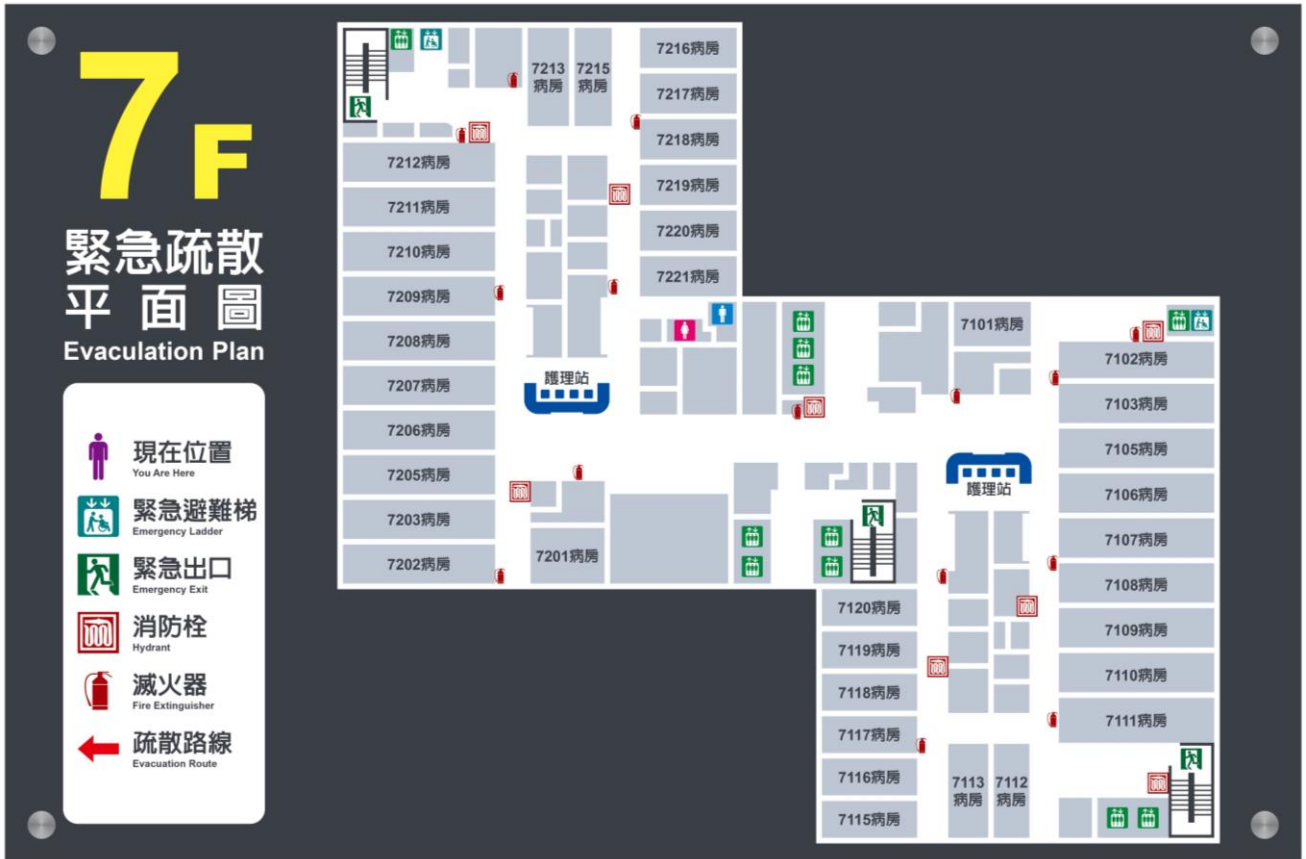 7F
緊急疏散
平面圖
Evaculation Plan
現在位置
You Are Here
緊急避難梯
Emergency Ladder
緊急出口
Emergency Exit
消防栓
Hydrant
滅火器
Fire Extinguisher
疏散路線
Evacuation Route
7213
病房
7215
病房
7216病房
7217病房
7218病房
7219病房
7220病房
7221病房
7212病房
7211病房
7210病房
7209病房
7208病房
7207病房
7206病房
7205病房
7203病房
7202病房
護理站
7201病房
7101病房
7102病房
7103病房
7105病房
7106病房
7107病房
7108病房
7109病房
7110病房
7111病房
護理站
7120病房
7119病房
7118病房
7117病房
7116病房
7115病房
7113
病房
7112
病房